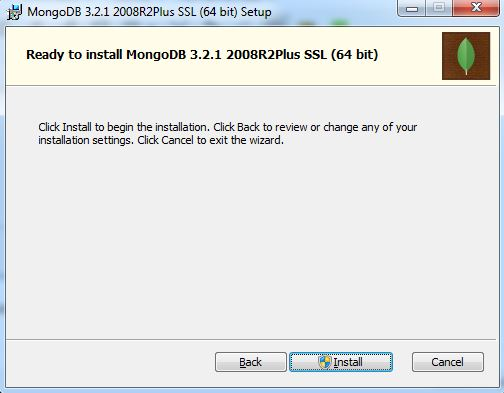 MongoDB 3.2.1 2008R2Plus SSL (64 bit) Setup
Ready to install MongoDB 3.2.1 2008R2Plus SSL (64 bit)
Click Install to begin the installation. Click Back to review or change any of your
installation settings. Click Cancel to exit the wizard.
Back Install Cancel